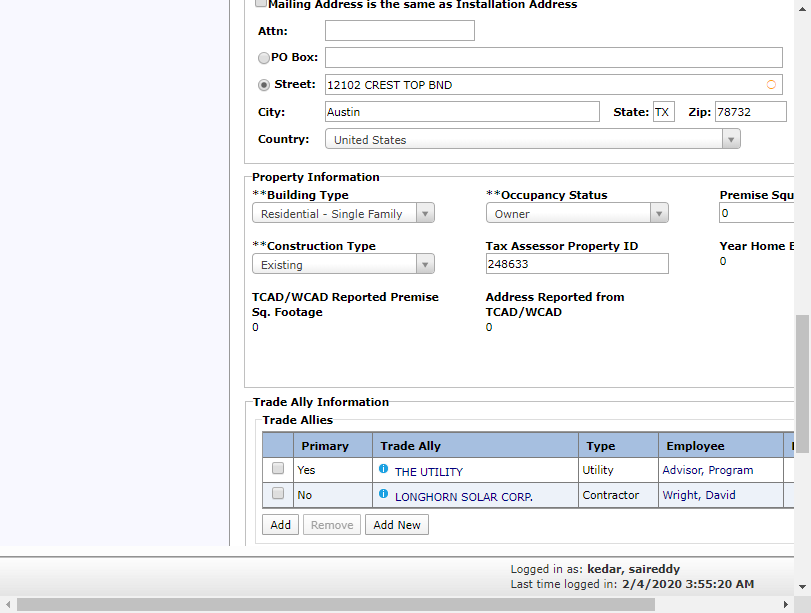 Mailing Address is the same as Installation Address
Attn:
PO Box:
Street: 12102 CREST TOP BND
City: Austin State: TX Zip: 78732
Country: United States
Property Information
**Building Type **Occupancy Status Premise Squ
Residential - Single Family Owner 0
**Construction Type Tax Assessor Property ID Year Home
Existing 248633 0
TCAD/WCAD Reported Premise Sq. Footage
0
Address Reported from TCAD/WCAD
0
Trade Ally Information
Trade Allies
Primary Trade Ally Type Employee
Yes THE UTILITY Utility Advisor, Program
No LONGHORN SOLAR CORP. Contractor Wright, David
Add Remove Add New
Logged in as: kedar, saireddy
Last time logged in: 2/4/2020 3:55:20 AM